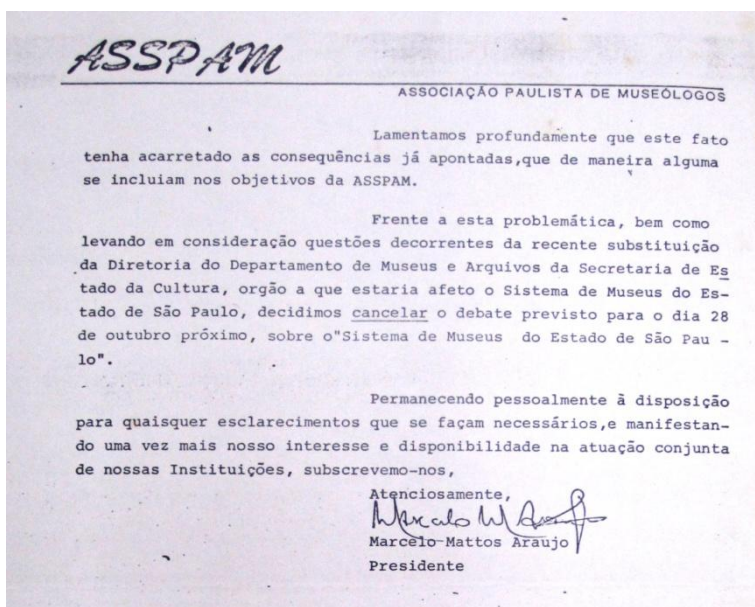 ASSPAM
ASSOCIAÇÃO PAULISTA DE MUSEÓLOGOS
Lamentamos profundamente que este fato
tenha acarretado as consequências já apontadas,que de maneira alguma
se incluiam nos objetivos da ASSPAM.
Frente a esta problemática, bem como
levando em consideração questões decorrentes da recente substituição
da Diretoria do Departamento de Museus e Arquivos da Secretaria de Es
tado da Cultura, orgão a que estaria afeto o Sistema de Museus do Es-
tado de São Paulo, decidimos cancelar o debate previsto para o dia 28
de outubro próximo, sobre o"Sistema de Museus do Estado de São Pau -
lo".
Permanecendo pessoalmente à disposição
para quaisquer esclarecimentos que se façam necessários,e manifestan-
do uma vez mais nosso interesse e disponibilidade na atuação conjunta
de nossas Instituições, subscrevemo-nos,
Atenciosamente,
Marcelo M Araujo
Marcelo Mattos Araujo
Presidente